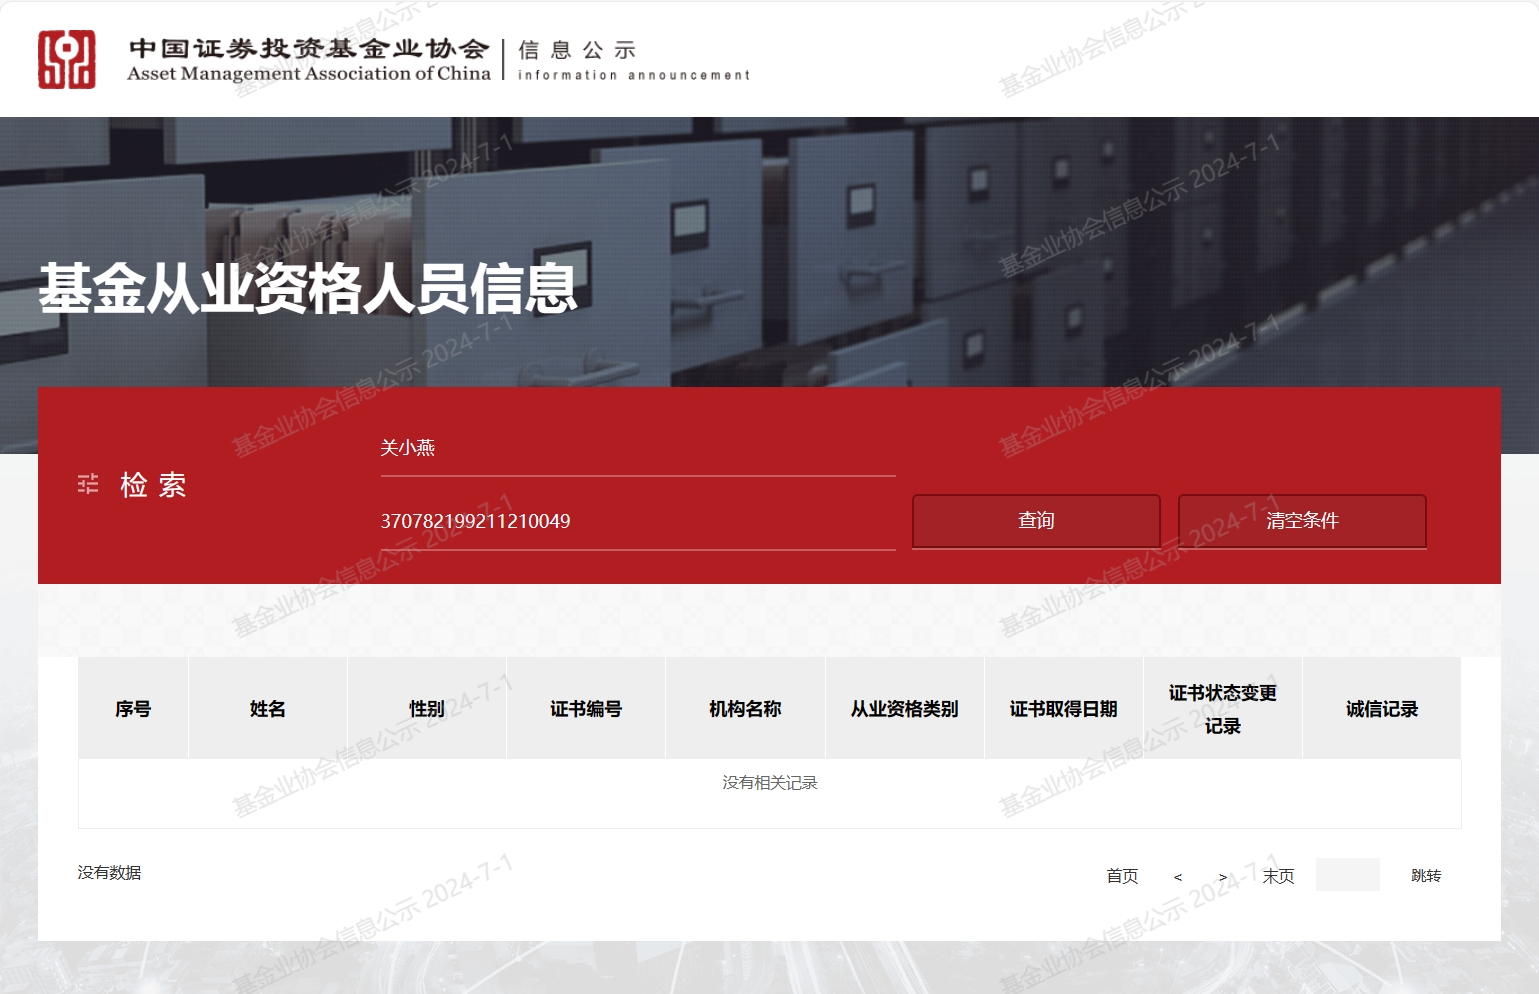 中国证券投资基金业协会
信息公示
Asset Management Association of China
information announcement
基金从业资格人员信息
检索
关小燕
370782199211210049
查询
清空条件
序号
姓名
性别
证书编号
机构名称
从业资格类别
证书取得日期
证书状态变更
记录
诚信记录
没有相关记录
没有数据
首页
<
>
末页
跳转
基金业协会信息公示 2024-7-1